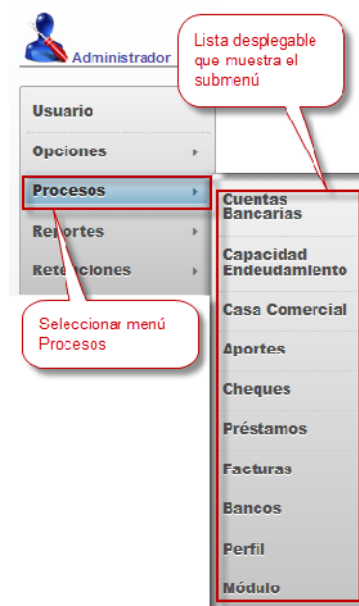 Administrador
Lista desplegable
que muestra el
submenú
Usuario
Opciones
Procesos
Reportes
Retenciones
Seleccionar menú
Procesos
Cuentas
Bancarias
Capacidad
Endeudamiento
Casa Comercial
Aportes
Cheques
Préstamos
Facturas
Bancos
Perfil
Módulo